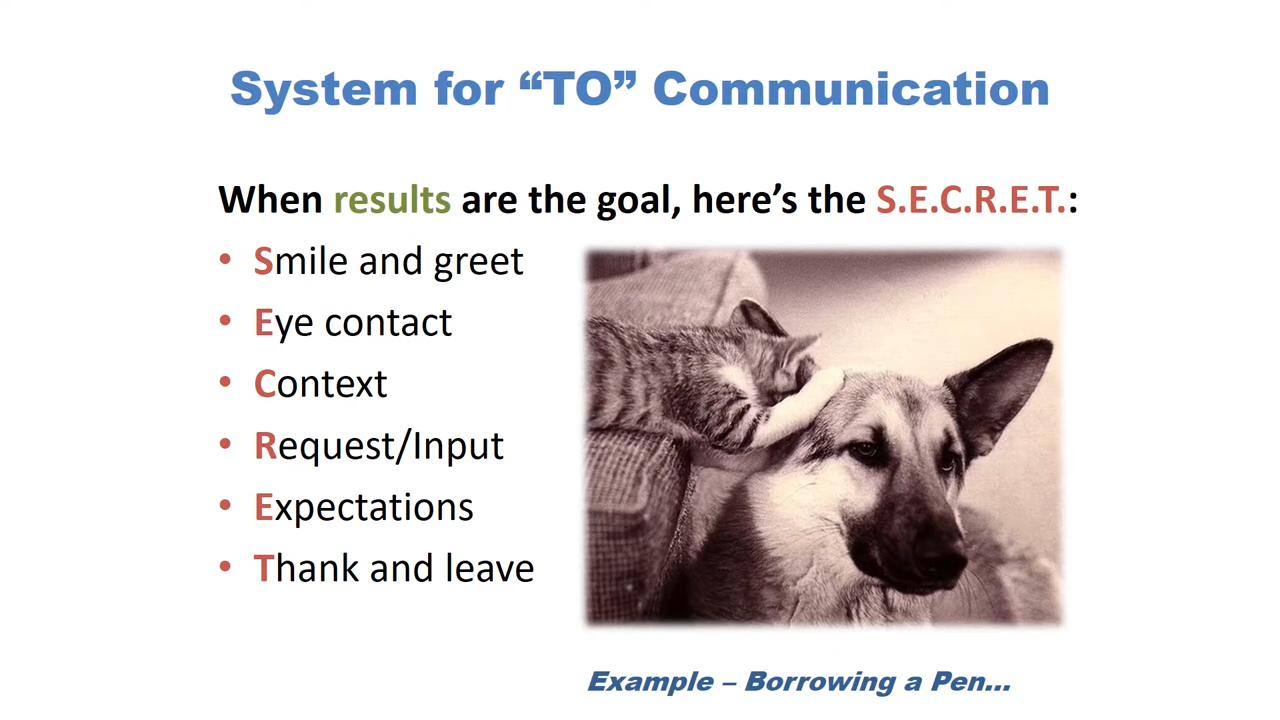 System for “TO” Communication
When results are the goal, here’s the S.E.C.R.E.T.:
• Smile and greet
• Eye contact
• Context
• Request/Input
• Expectations
• Thank and leave
Example – Borrowing a Pen…